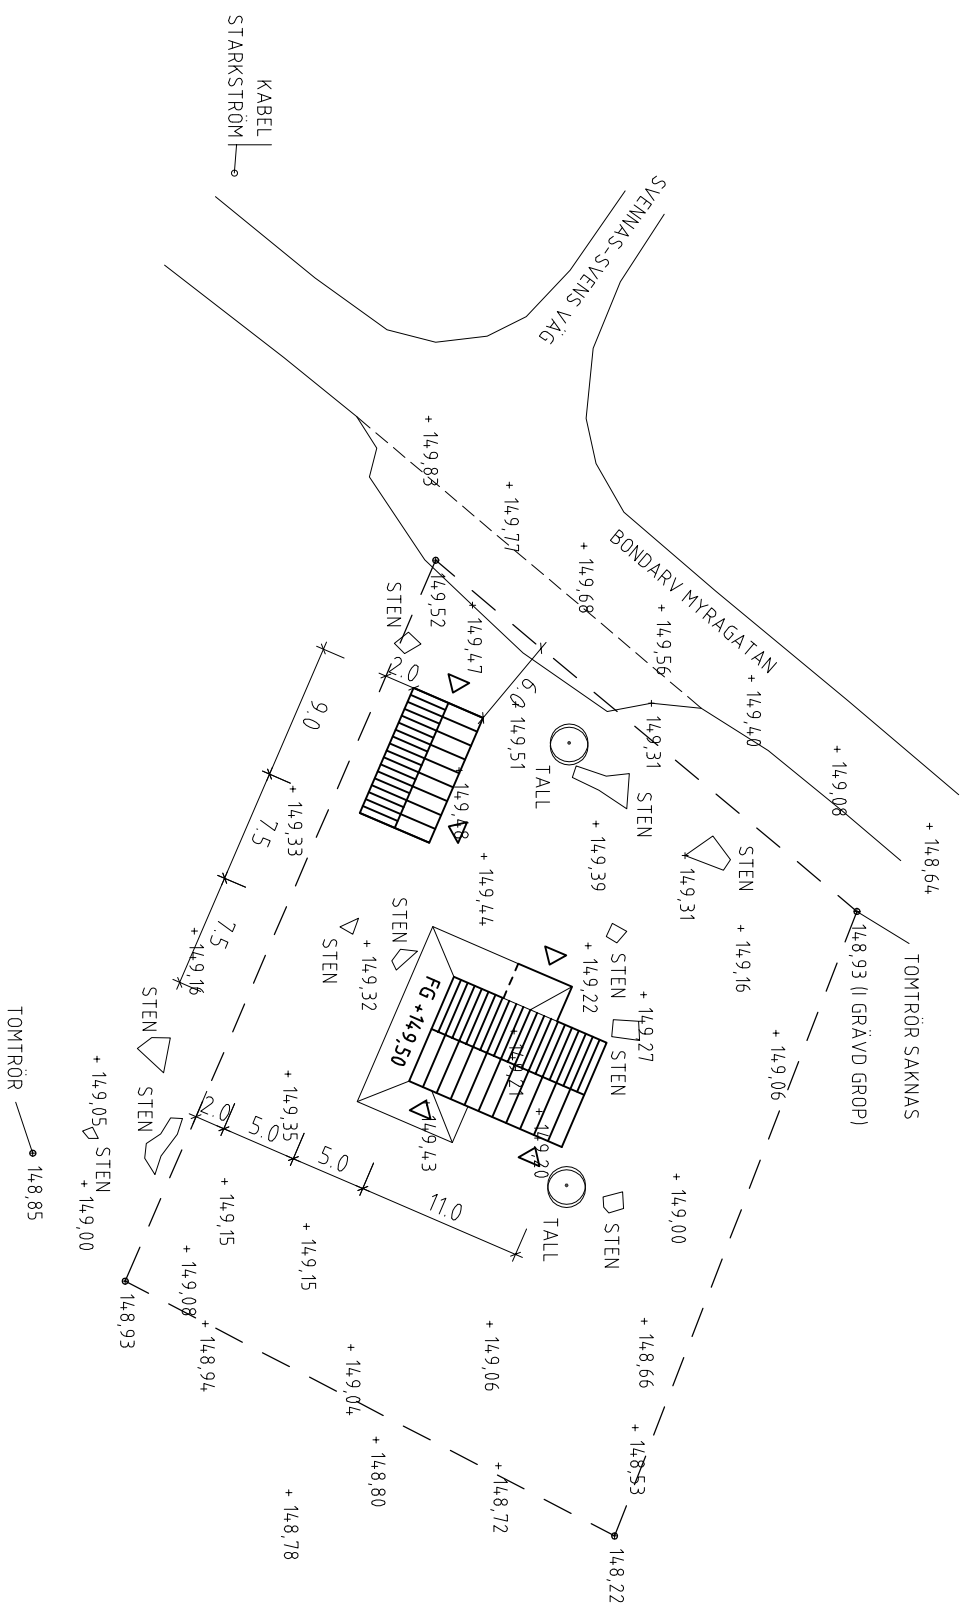 KABEL
STARKSTRÖM
SVENNAS-SVENS VÄG
BONDARV MYRAGATAN
+ 149,83
+ 149,77
+ 149,68
+ 149,56
+ 149,40
+ 149,08
+ 148,64
149,52
STEN
+ 149,47
2.0
6.0
+ 149,51
TALL
+ 149,31
STEN
STEN
9.0
7.5
7.5
+ 149,33
+ 149,48
+ 149,39
+ 149,31
+ 149,44
+ 149,16
148,93 (I GRÄVD GROP)
TOMTRÖR SAKNAS
+ 149,16
STEN
STEN
+ 149,32
+ 149,22
STEN
+ 149,27
STEN
FG +149,50
+ 149,21
+ 149,06
TOMTRÖR
148,85
STEN
STEN
+ 149,05
STEN
+ 149,00
2.0
5.0
5.0
11.0
+ 149,35
+ 149,43
+ 149,20
TALL
STEN
+ 149,00
+ 149,15
+ 149,15
+ 149,08
148,93
+ 148,94
+ 149,04
+ 149,06
+ 148,66
+ 148,80
+ 148,72
+ 148,53
+ 148,78
148,22